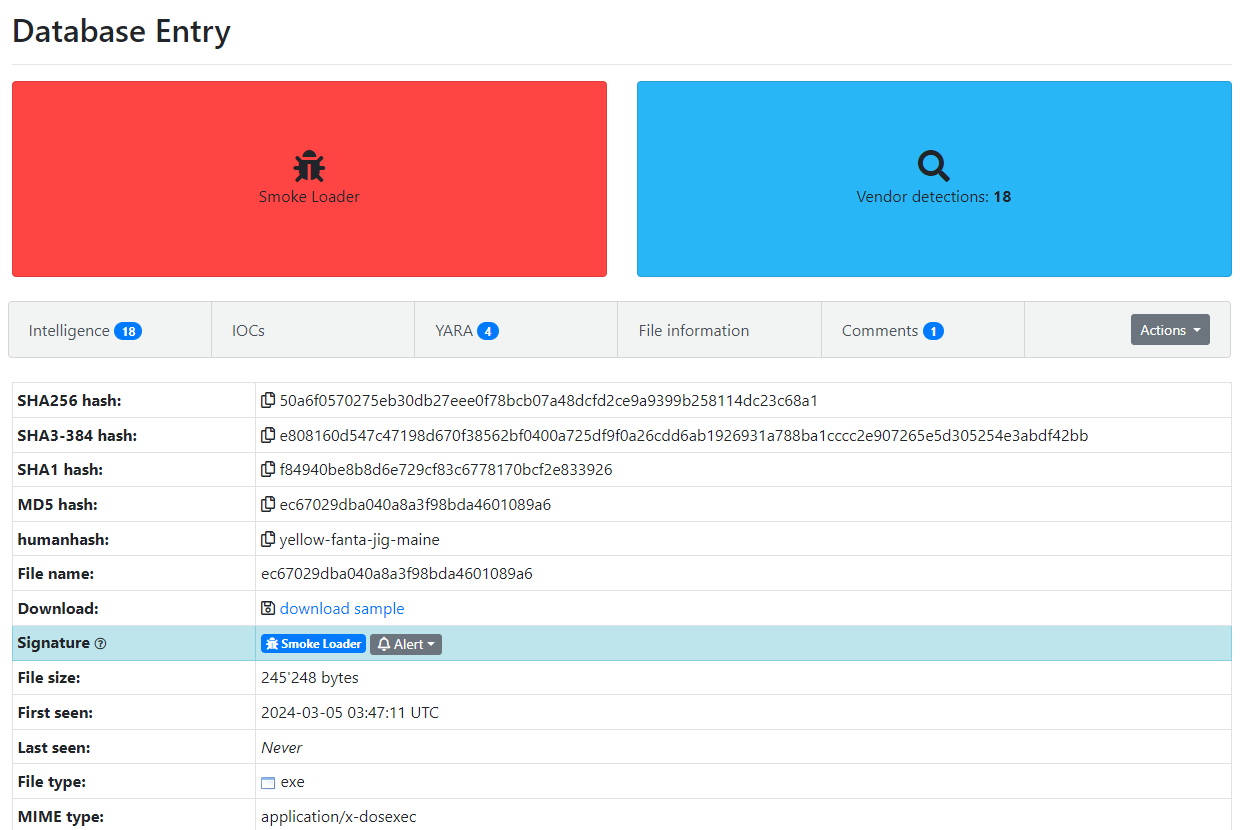 Database Entry
Smoke Loader
Vendor detections: 18
Intelligence 18
IOCs
YARA 4
File information
Comments 1
Actions
SHA256 hash: 50a6f0570275eb30db27eee0f78bcb07a48dcfd2ce9a9399b258114dc23c68a1
SHA3-384 hash: e808160d547c47198d670f38562bf0400a725df9f0a26cdd6ab1926931a788ba1cccc2e907265e5d305254e3abdf42bb
SHA1 hash: f84940be8b8d6e729cf83c6778170bcf2e833926
MD5 hash: ec67029dba040a8a3f98bda4601089a6
humanhash: yellow-fanta-jig-maine
File name: ec67029dba040a8a3f98bda4601089a6
Download: download sample
Signature ? Smoke Loader Alert
File size: 245'248 bytes
First seen: 2024-03-05 03:47:11 UTC
Last seen: Never
File type: exe
MIME type: application/x-dosexec